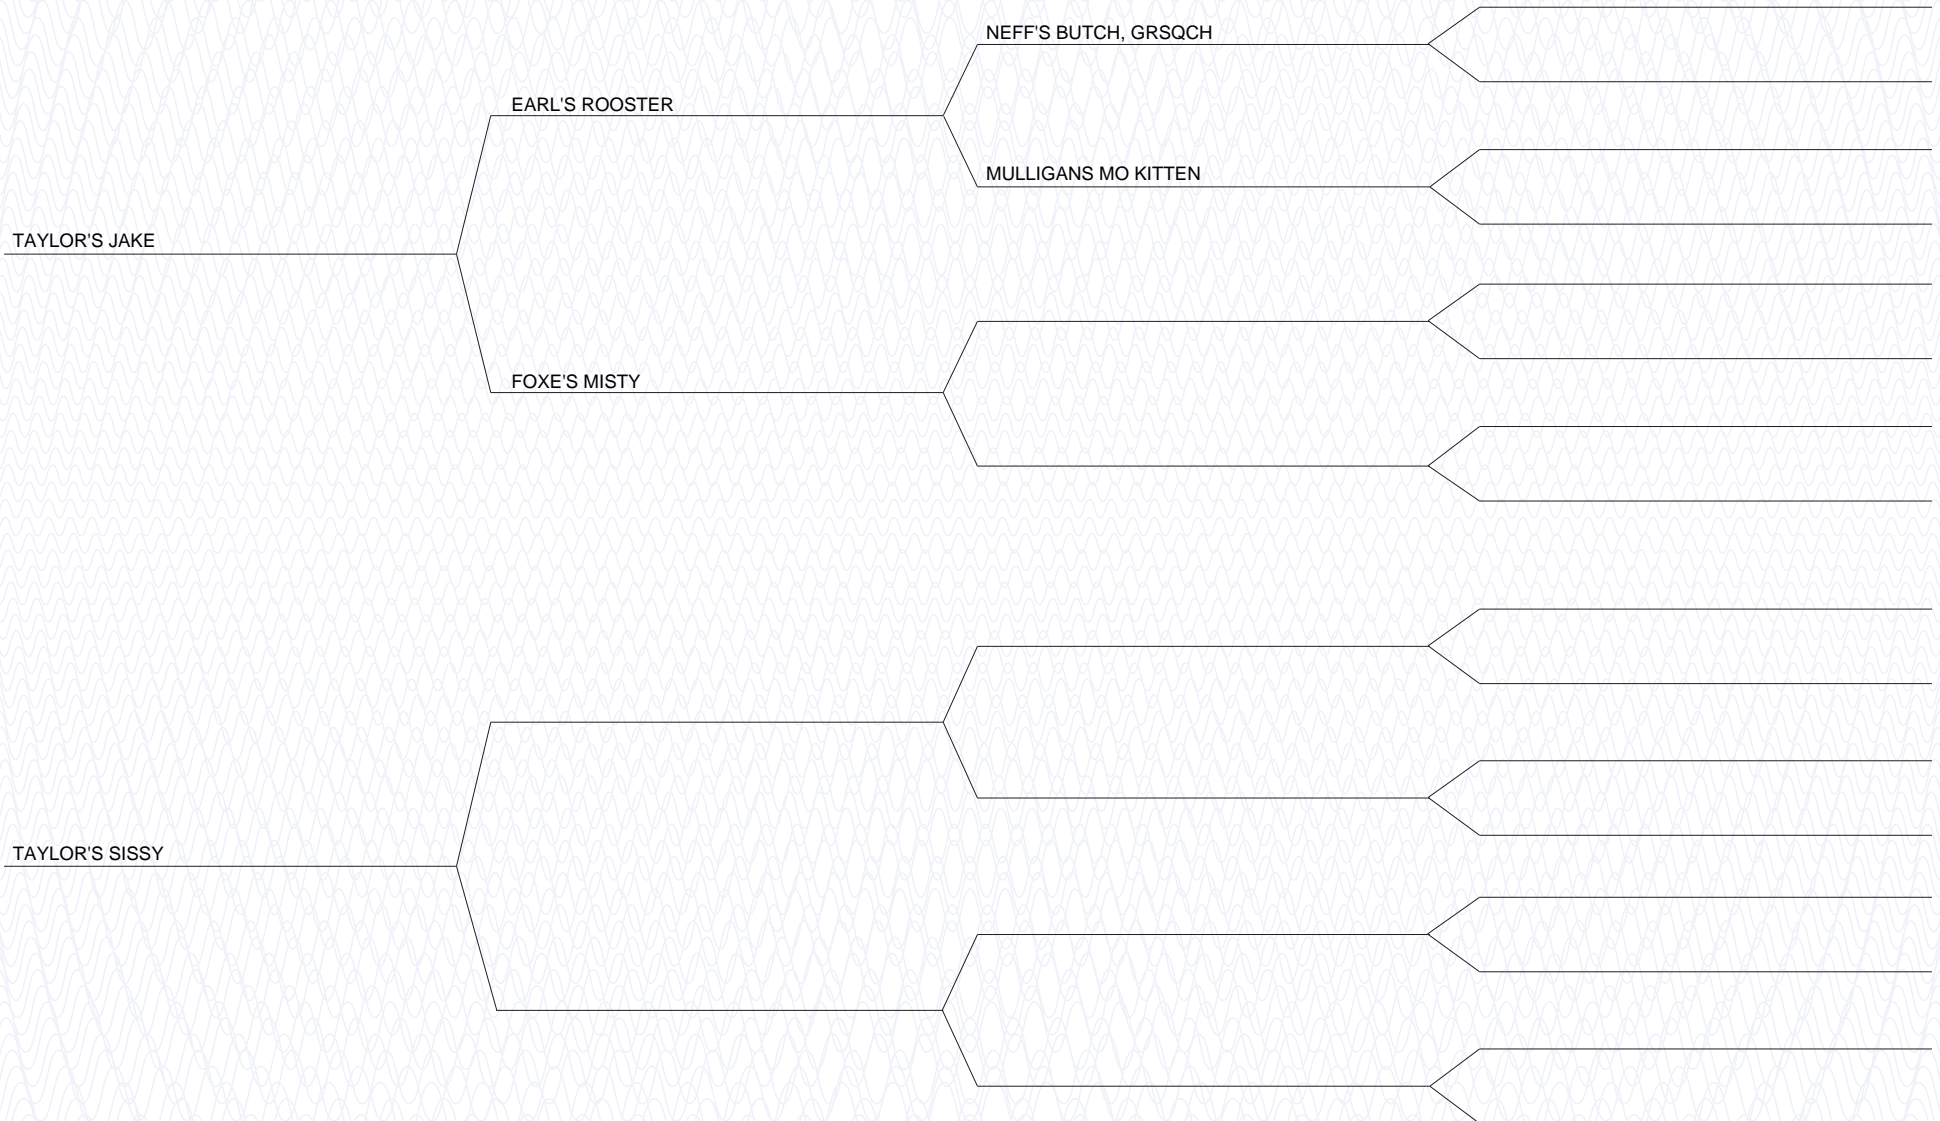 NEFF'S BUTCH, GRSQCH
EARL'S ROOSTER
MULLIGANS MO KITTEN
TAYLOR'S JAKE
FOXE'S MISTY
TAYLOR'S SISSY